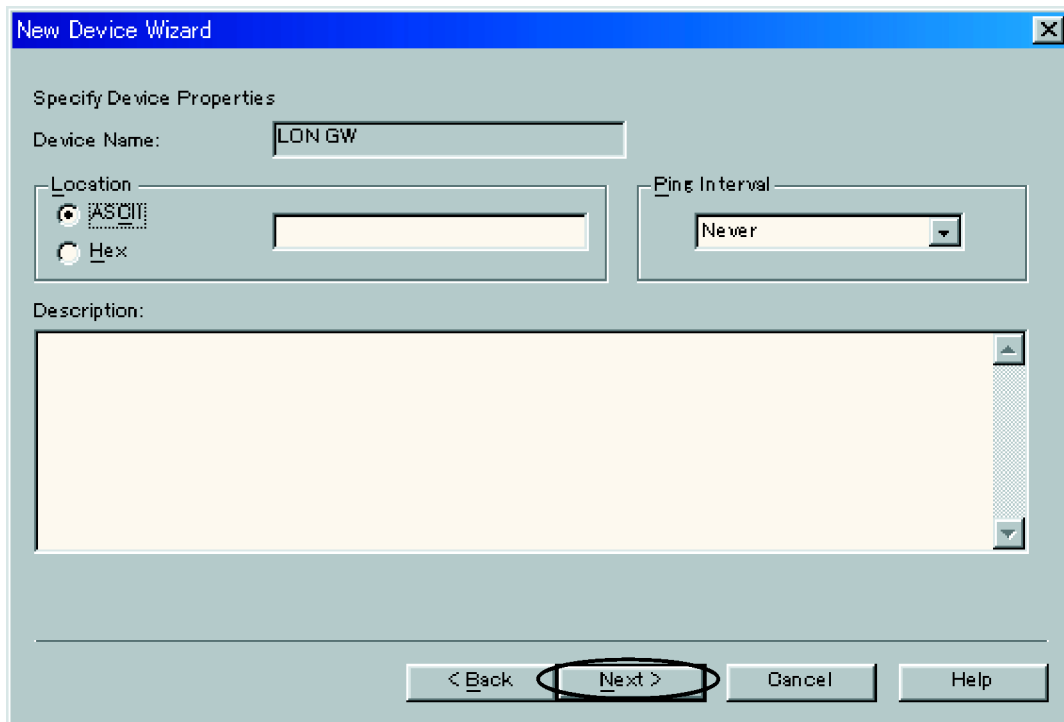 New Device Wizard
Specify Device Properties
Device Name: LON GW
Location
ASCII
Hex
Ping Interval
Never
Description:
< Back Next > Cancel Help